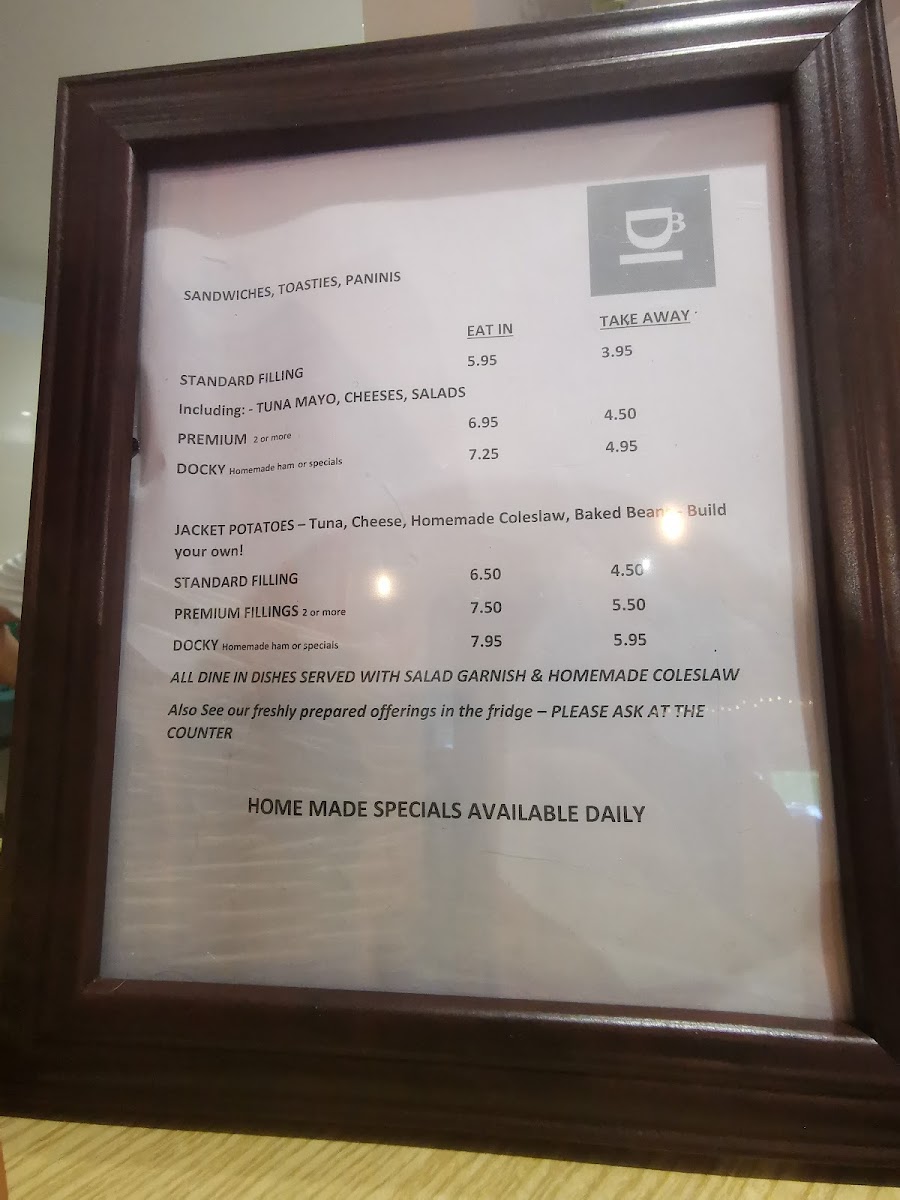 SANDWICHES, TOASTIES, PANINIS
EAT IN TAKE AWAY
STANDARD FILLING 5.95 3.95
Including: - TUNA MAYO, CHEESES, SALADS
PREMIUM 2 or more 6.95 4.50
DOCKY Homemade ham or specials 7.25 4.95
JACKET POTATOES – Tuna, Cheese, Homemade Coleslaw, Baked Beans - Build
your own!
STANDARD FILLING 6.50 4.50
PREMIUM FILLINGS 2 or more 7.50 5.50
DOCKY Homemade ham or specials 7.95 5.95
ALL DINE IN DISHES SERVED WITH SALAD GARNISH & HOMEMADE COLESLAW
Also See our freshly prepared offerings in the fridge – PLEASE ASK AT THE
COUNTER
HOME MADE SPECIALS AVAILABLE DAILY